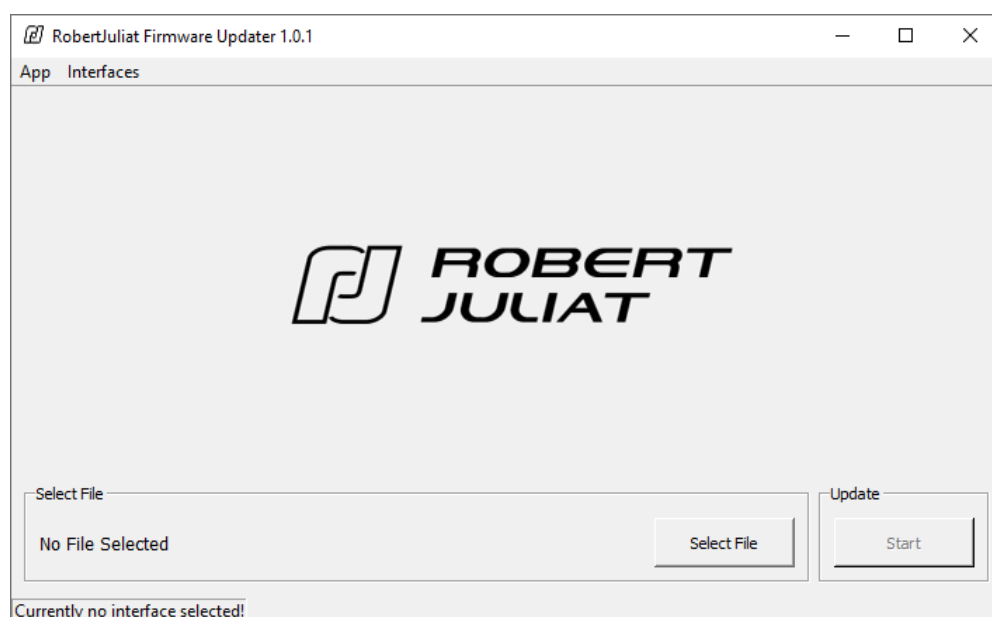 RobertJuliat Firmware Updater 1.0.1
App Interfaces
ROBERT
JULIAT
Select File
Update
No File Selected
Select File
Start
Currently no interface selected!